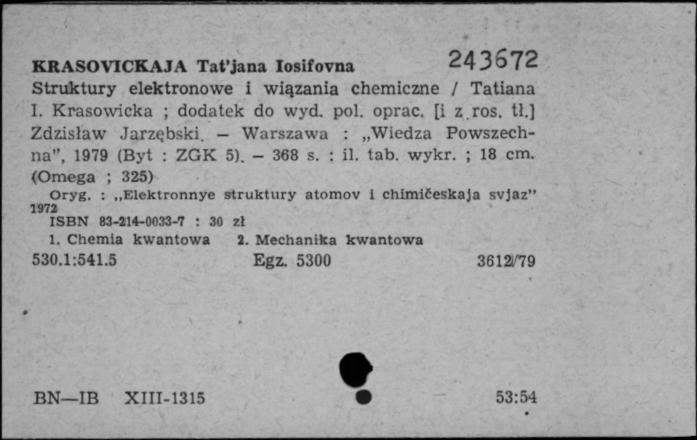 243672
KRASOVICKAJA Tat'jana Iosifovna
Struktury elektronowe i wiązania chemiczne / Tatiana
I. Krasowicka ; dodatek do wyd. pol. oprac. [i z ros. tł.]
Zdzisław Jarzębski. — Warszawa : „Wiedza Powszech-
na”, 1979 (Byt : ZGK 5). — 368 s. : il. tab. wykr. ; 18 cm.
(Omega ; 325)
Oryg. : „Elektronnye struktury atomov i chimičeskaja svjaz”
1972
ISBN 83-214-0033-7 : 30 zł
1. Chemia kwantowa 2. Mechanika kwantowa
530.1:541.5 Egz. 5300 3612/79
BN—IB XIII-1315 53:54